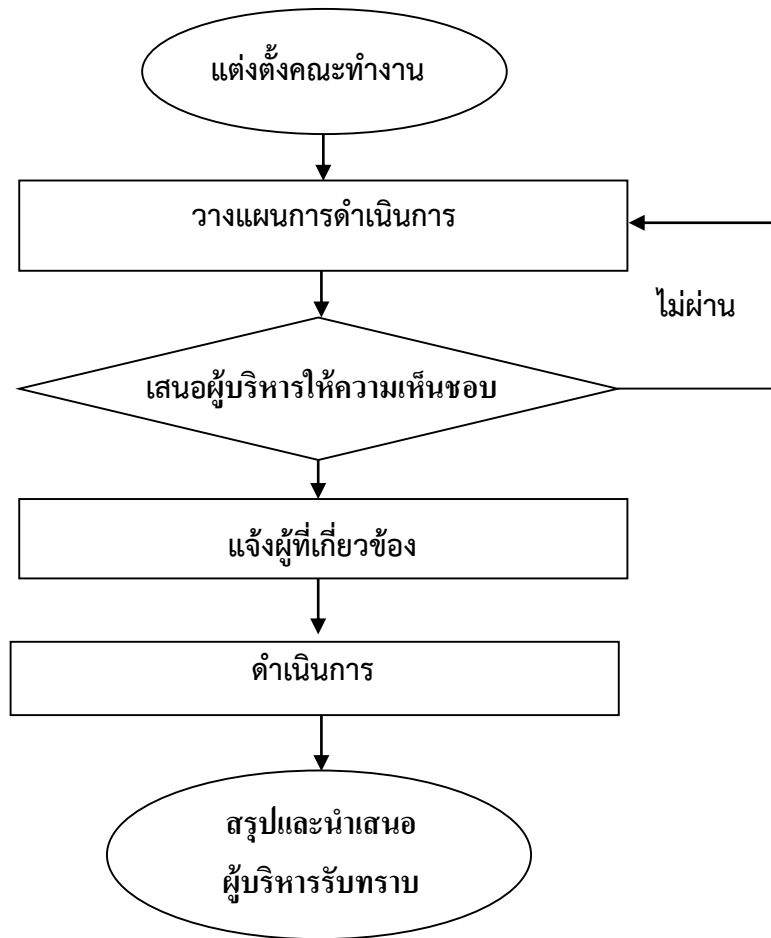 แต่งตั้งคณะทำงาน
วางแผนการดำเนินการ
ไม่ผ่าน
เสนอผู้บริหารให้ความเห็นชอบ
แจ้งผู้ที่เกี่ยวข้อง
ดำเนินการ
สรุปและนำเสนอ
ผู้บริหารรับทราบ